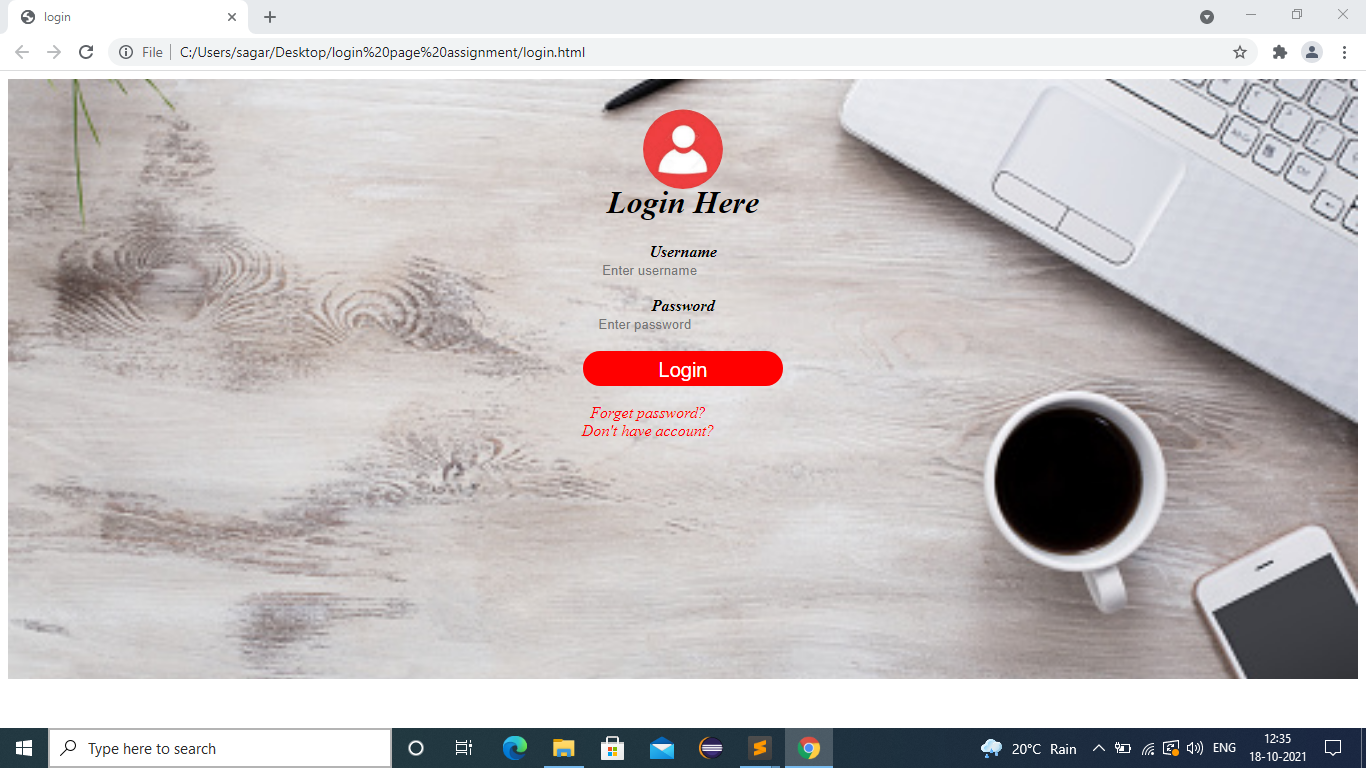 login
File
C:/Users/sagar/Desktop/login%20page%20assignment/login.html
Login Here
Username
Enter username
Password
Enter password
Login
Forget password?
Don't have account?
Type here to search
20°C Rain
ENG
12:35
18-10-2021